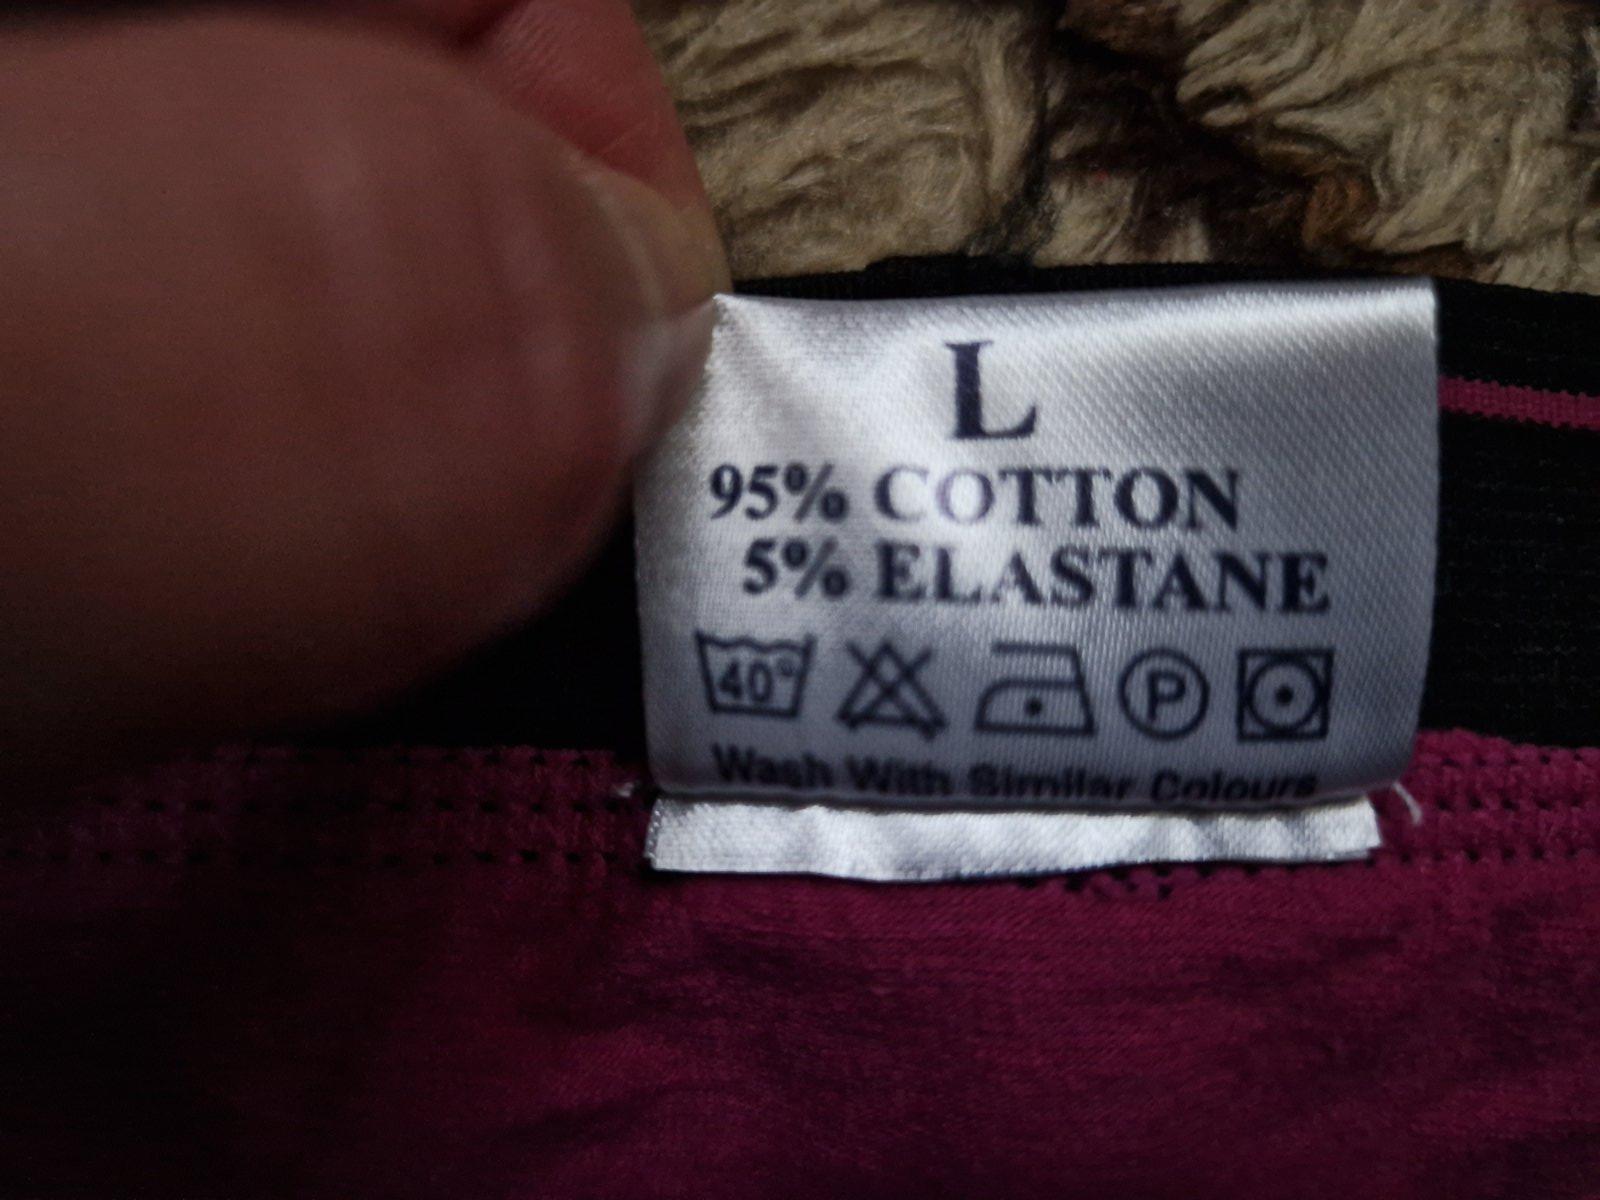 L
95% COTTON
5% ELASTANE
40° P
Wash With Similar Colours